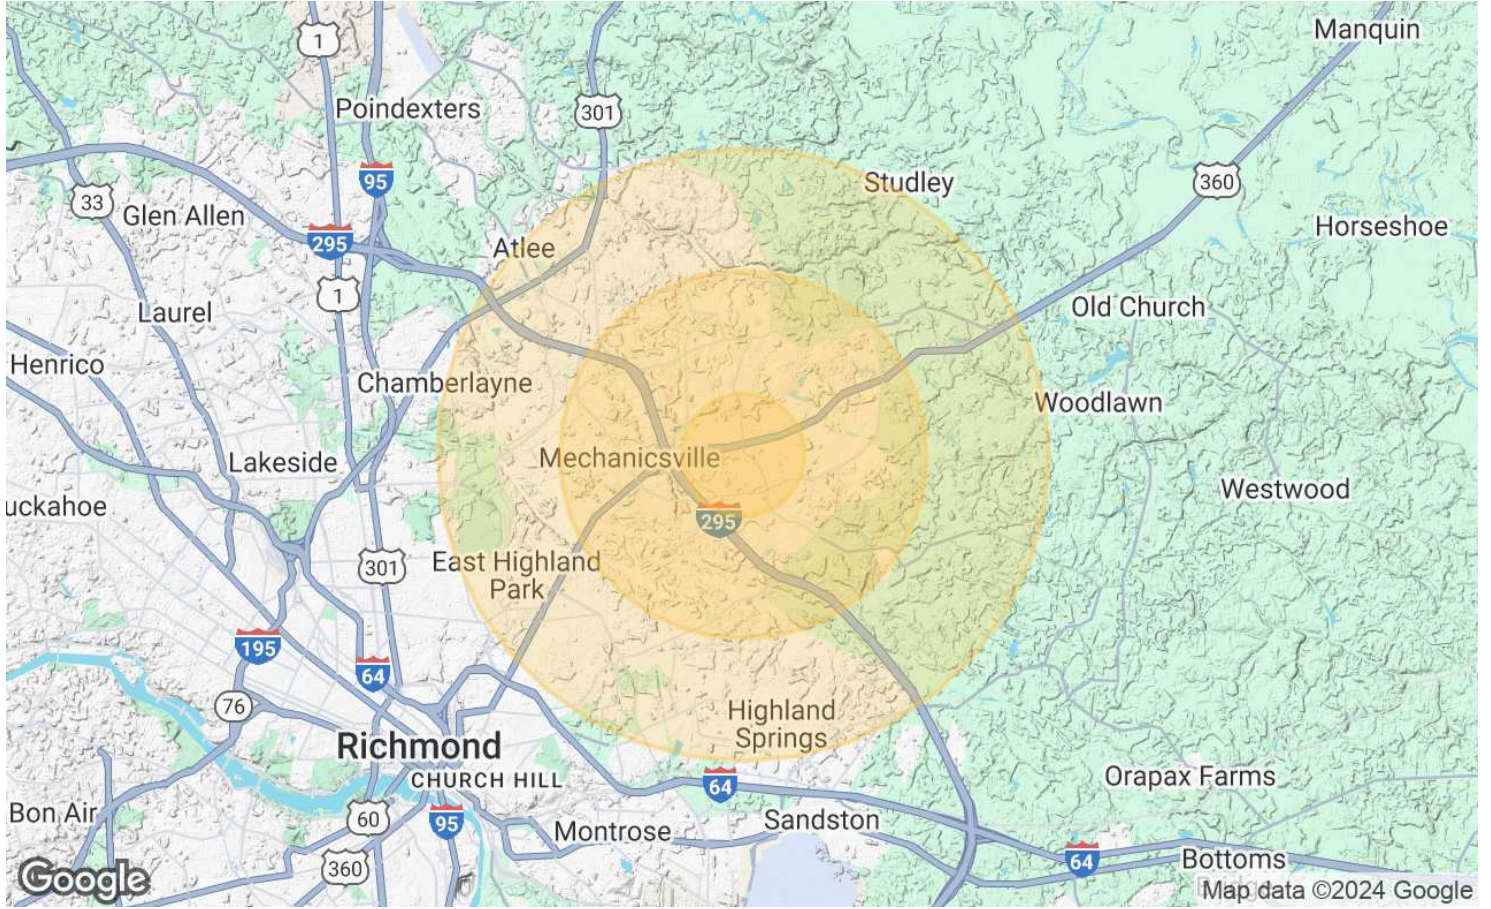 Manquin
1
Poindexters
301
95
360
Studley
33
Glen Allen
Horseshoe
295
Atlee
1
Old Church
Laurel
Henrico
Chamberlayne
Woodlawn
Mechanicsville
Lakeside
Westwood
uckahoe
295
301
East Highland
Park
195
64
76
Highland
Springs
Richmond
CHURCH HILL
64
Orapax Farms
Bon Air
60
95
Montrose
Sandston
64
Bottoms
360
Google
Map data ©2024 Google